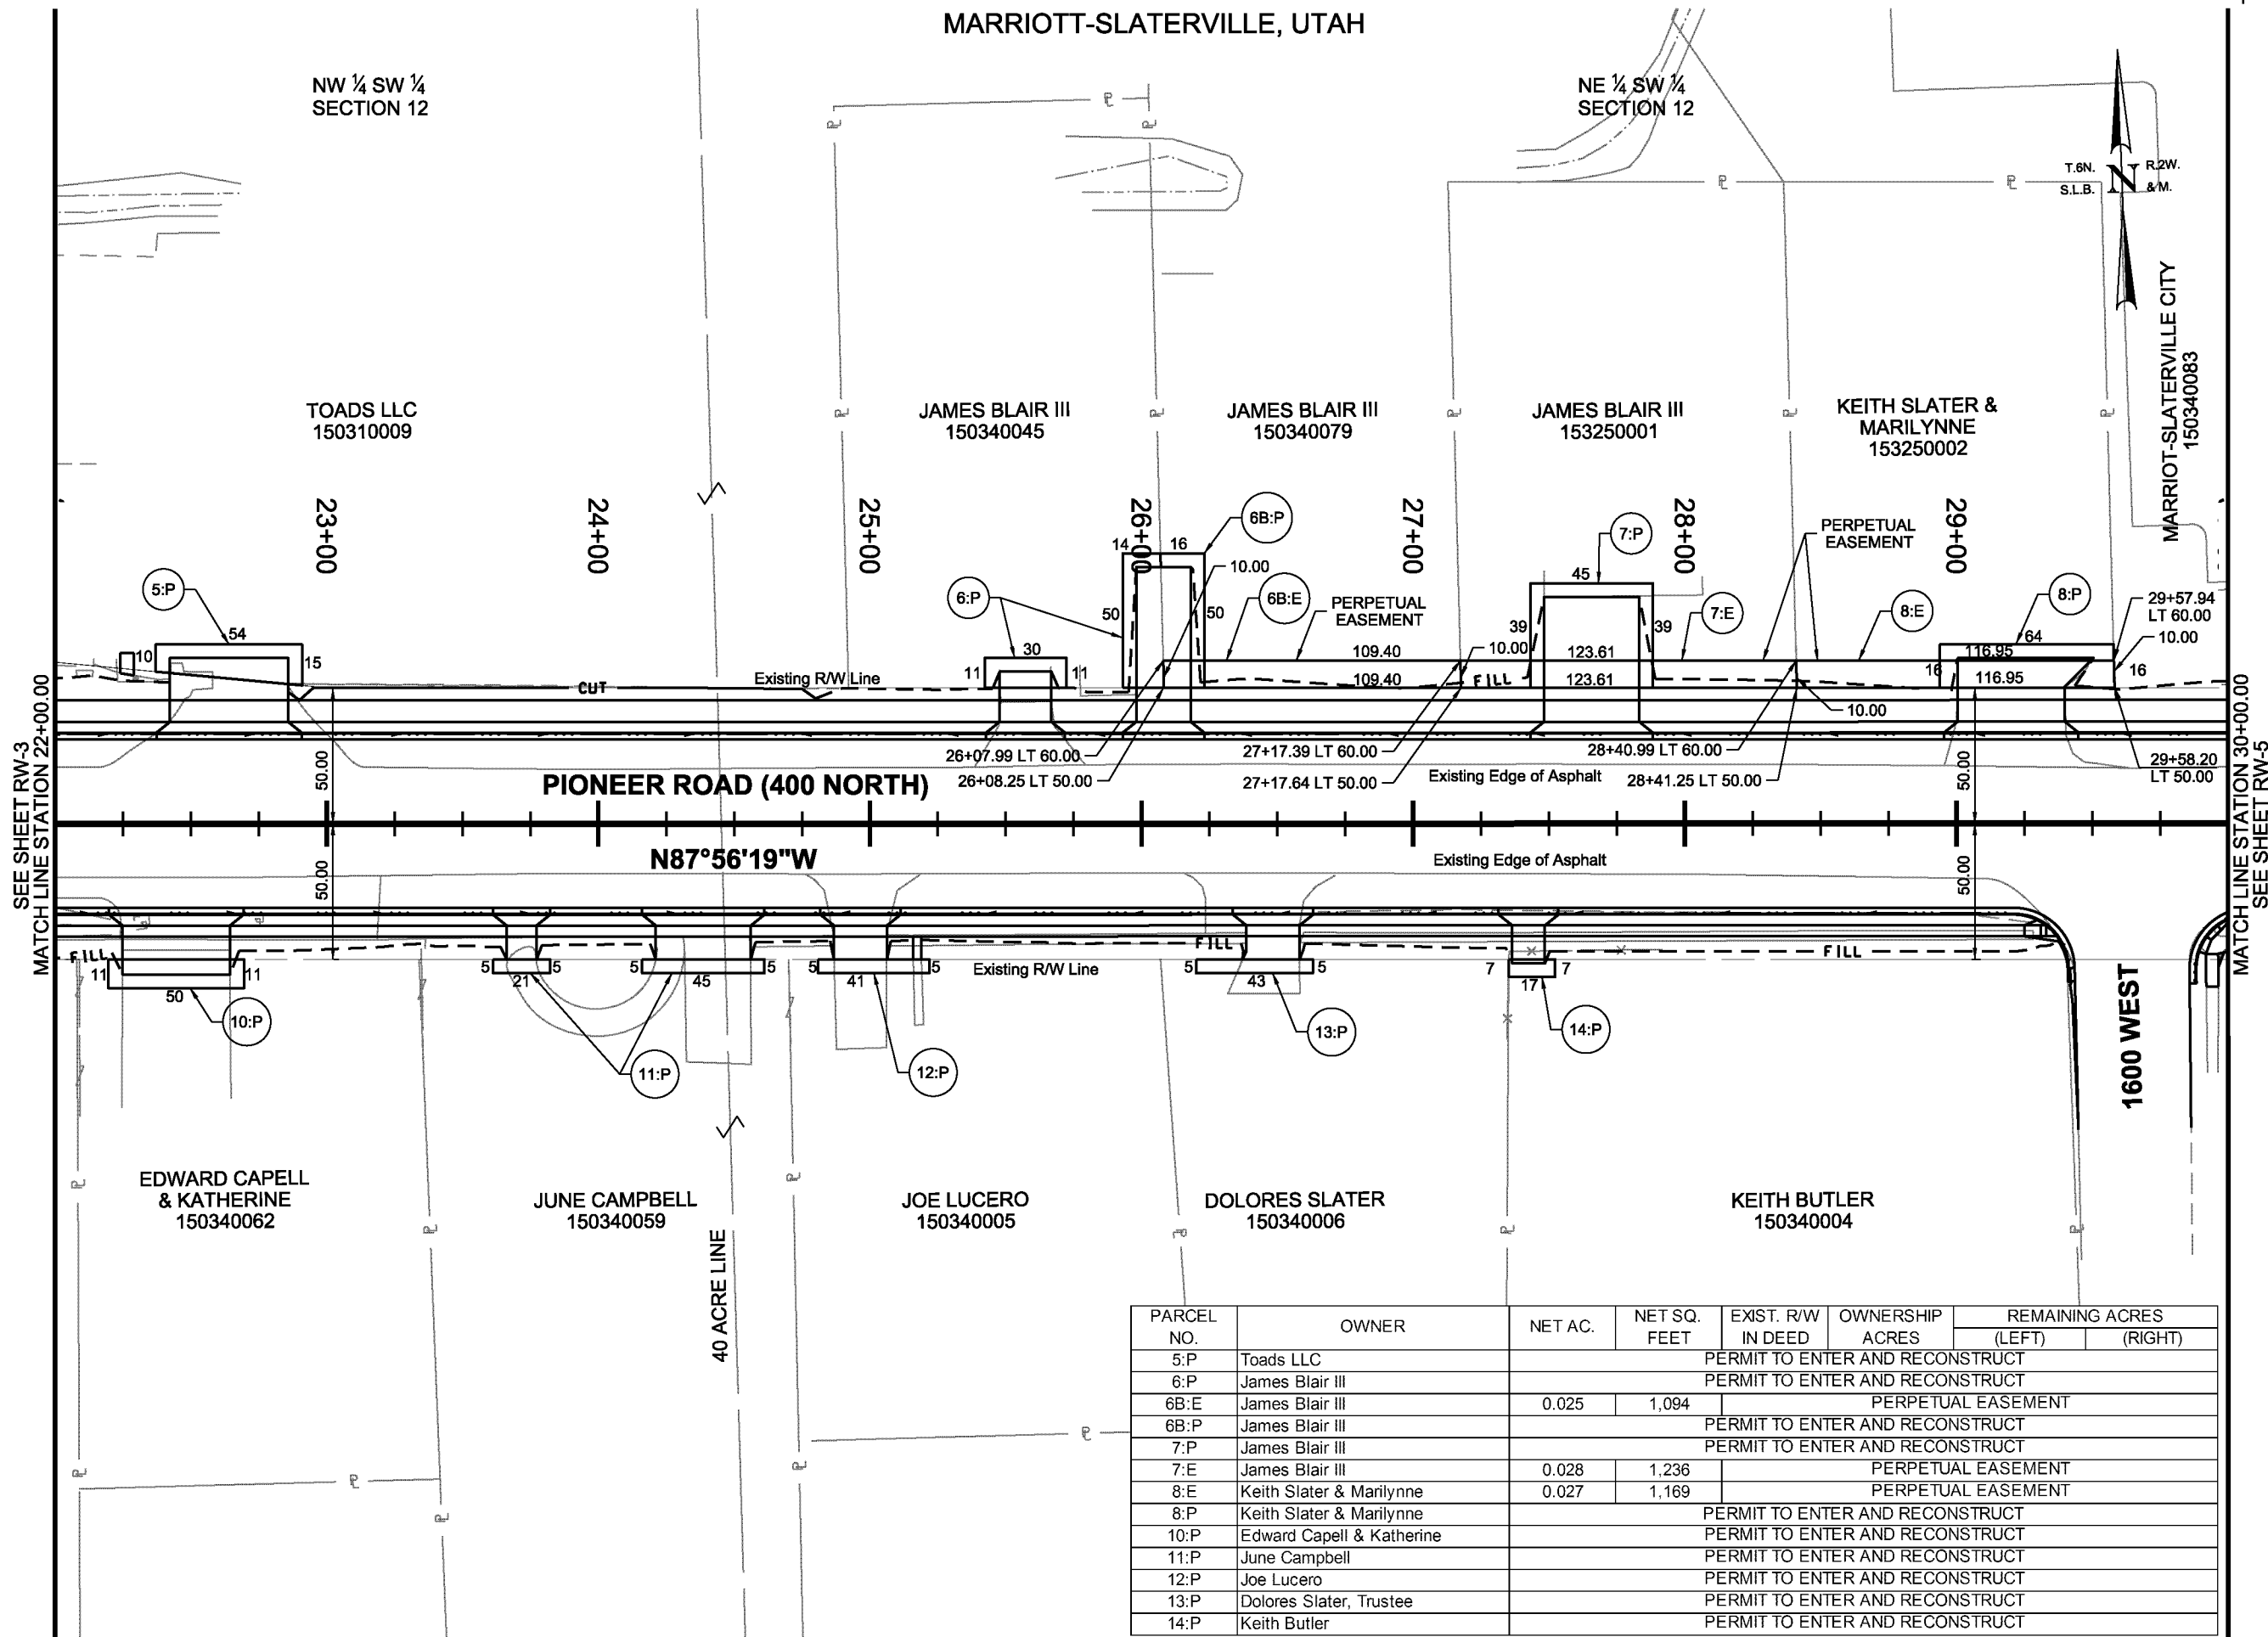 MARRIOTT-SLATERVILLE, UTAH
NW ¼ SW ¼
SECTION 12
NE ¼ SW ¼
SECTION 12
T.6N. R.2W.
S.L.B. & M.
N
TOADS LLC
150310009
JAMES BLAIR III
150340045
JAMES BLAIR III
150340079
JAMES BLAIR III
153250001
KEITH SLATER &
MARILYNNE
153250002
MARRIOT-SLATERVILLE CITY
150340083
23+00
24+00
25+00
26+00
27+00
28+00
29+00
5:P
54
10
15
6:P
30
11
11
14
16
50
50
6B:P
10.00
6B:E
PERPETUAL
EASEMENT
109.40
109.40
10.00
7:P
45
39
39
123.61
123.61
7:E
PERPETUAL
EASEMENT
8:E
10.00
8:P
64
116.95
116.95
16
16
29+57.94
LT 60.00
10.00
29+58.20
LT 50.00
CUT
Existing R/W Line
FILL
26+07.99 LT 60.00
26+08.25 LT 50.00
27+17.39 LT 60.00
27+17.64 LT 50.00
28+40.99 LT 60.00
28+41.25 LT 50.00
Existing Edge of Asphalt
50.00
50.00
PIONEER ROAD (400 NORTH)
N87°56'19"W
Existing Edge of Asphalt
50.00
50.00
SEE SHEET RW-3
MATCH LINE STATION 22+00.00
MATCH LINE STATION 30+00.00
SEE SHEET RW-5
FILL
11
11
50
10:P
5
5
21
5
5
45
11:P
5
5
41
12:P
Existing R/W Line
FILL
5
5
43
13:P
7
7
17
14:P
FILL
1600 WEST
EDWARD CAPELL
& KATHERINE
150340062
JUNE CAMPBELL
150340059
40 ACRE LINE
JOE LUCERO
150340005
DOLORES SLATER
150340006
KEITH BUTLER
150340004
PARCEL NO. OWNER NET AC. NET SQ. FEET EXIST. R/W IN DEED OWNERSHIP ACRES REMAINING ACRES
(LEFT) (RIGHT)
5:P Toads LLC PERMIT TO ENTER AND RECONSTRUCT
6:P James Blair III PERMIT TO ENTER AND RECONSTRUCT
6B:E James Blair III 0.025 1,094 PERPETUAL EASEMENT
6B:P James Blair III PERMIT TO ENTER AND RECONSTRUCT
7:P James Blair III PERMIT TO ENTER AND RECONSTRUCT
7:E James Blair III 0.028 1,236 PERPETUAL EASEMENT
8:E Keith Slater & Marilynne 0.027 1,169 PERPETUAL EASEMENT
8:P Keith Slater & Marilynne PERMIT TO ENTER AND RECONSTRUCT
10:P Edward Capell & Katherine PERMIT TO ENTER AND RECONSTRUCT
11:P June Campbell PERMIT TO ENTER AND RECONSTRUCT
12:P Joe Lucero PERMIT TO ENTER AND RECONSTRUCT
13:P Dolores Slater, Trustee PERMIT TO ENTER AND RECONSTRUCT
14:P Keith Butler PERMIT TO ENTER AND RECONSTRUCT